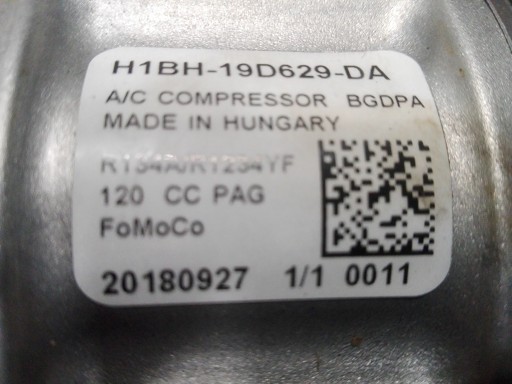 H1BH-19D629-DA
A/C COMPRESSOR BGDPA
MADE IN HUNGARY
R134A/R1234YF
120 CC PAG
FoMoCo
20180927 1/1 0011